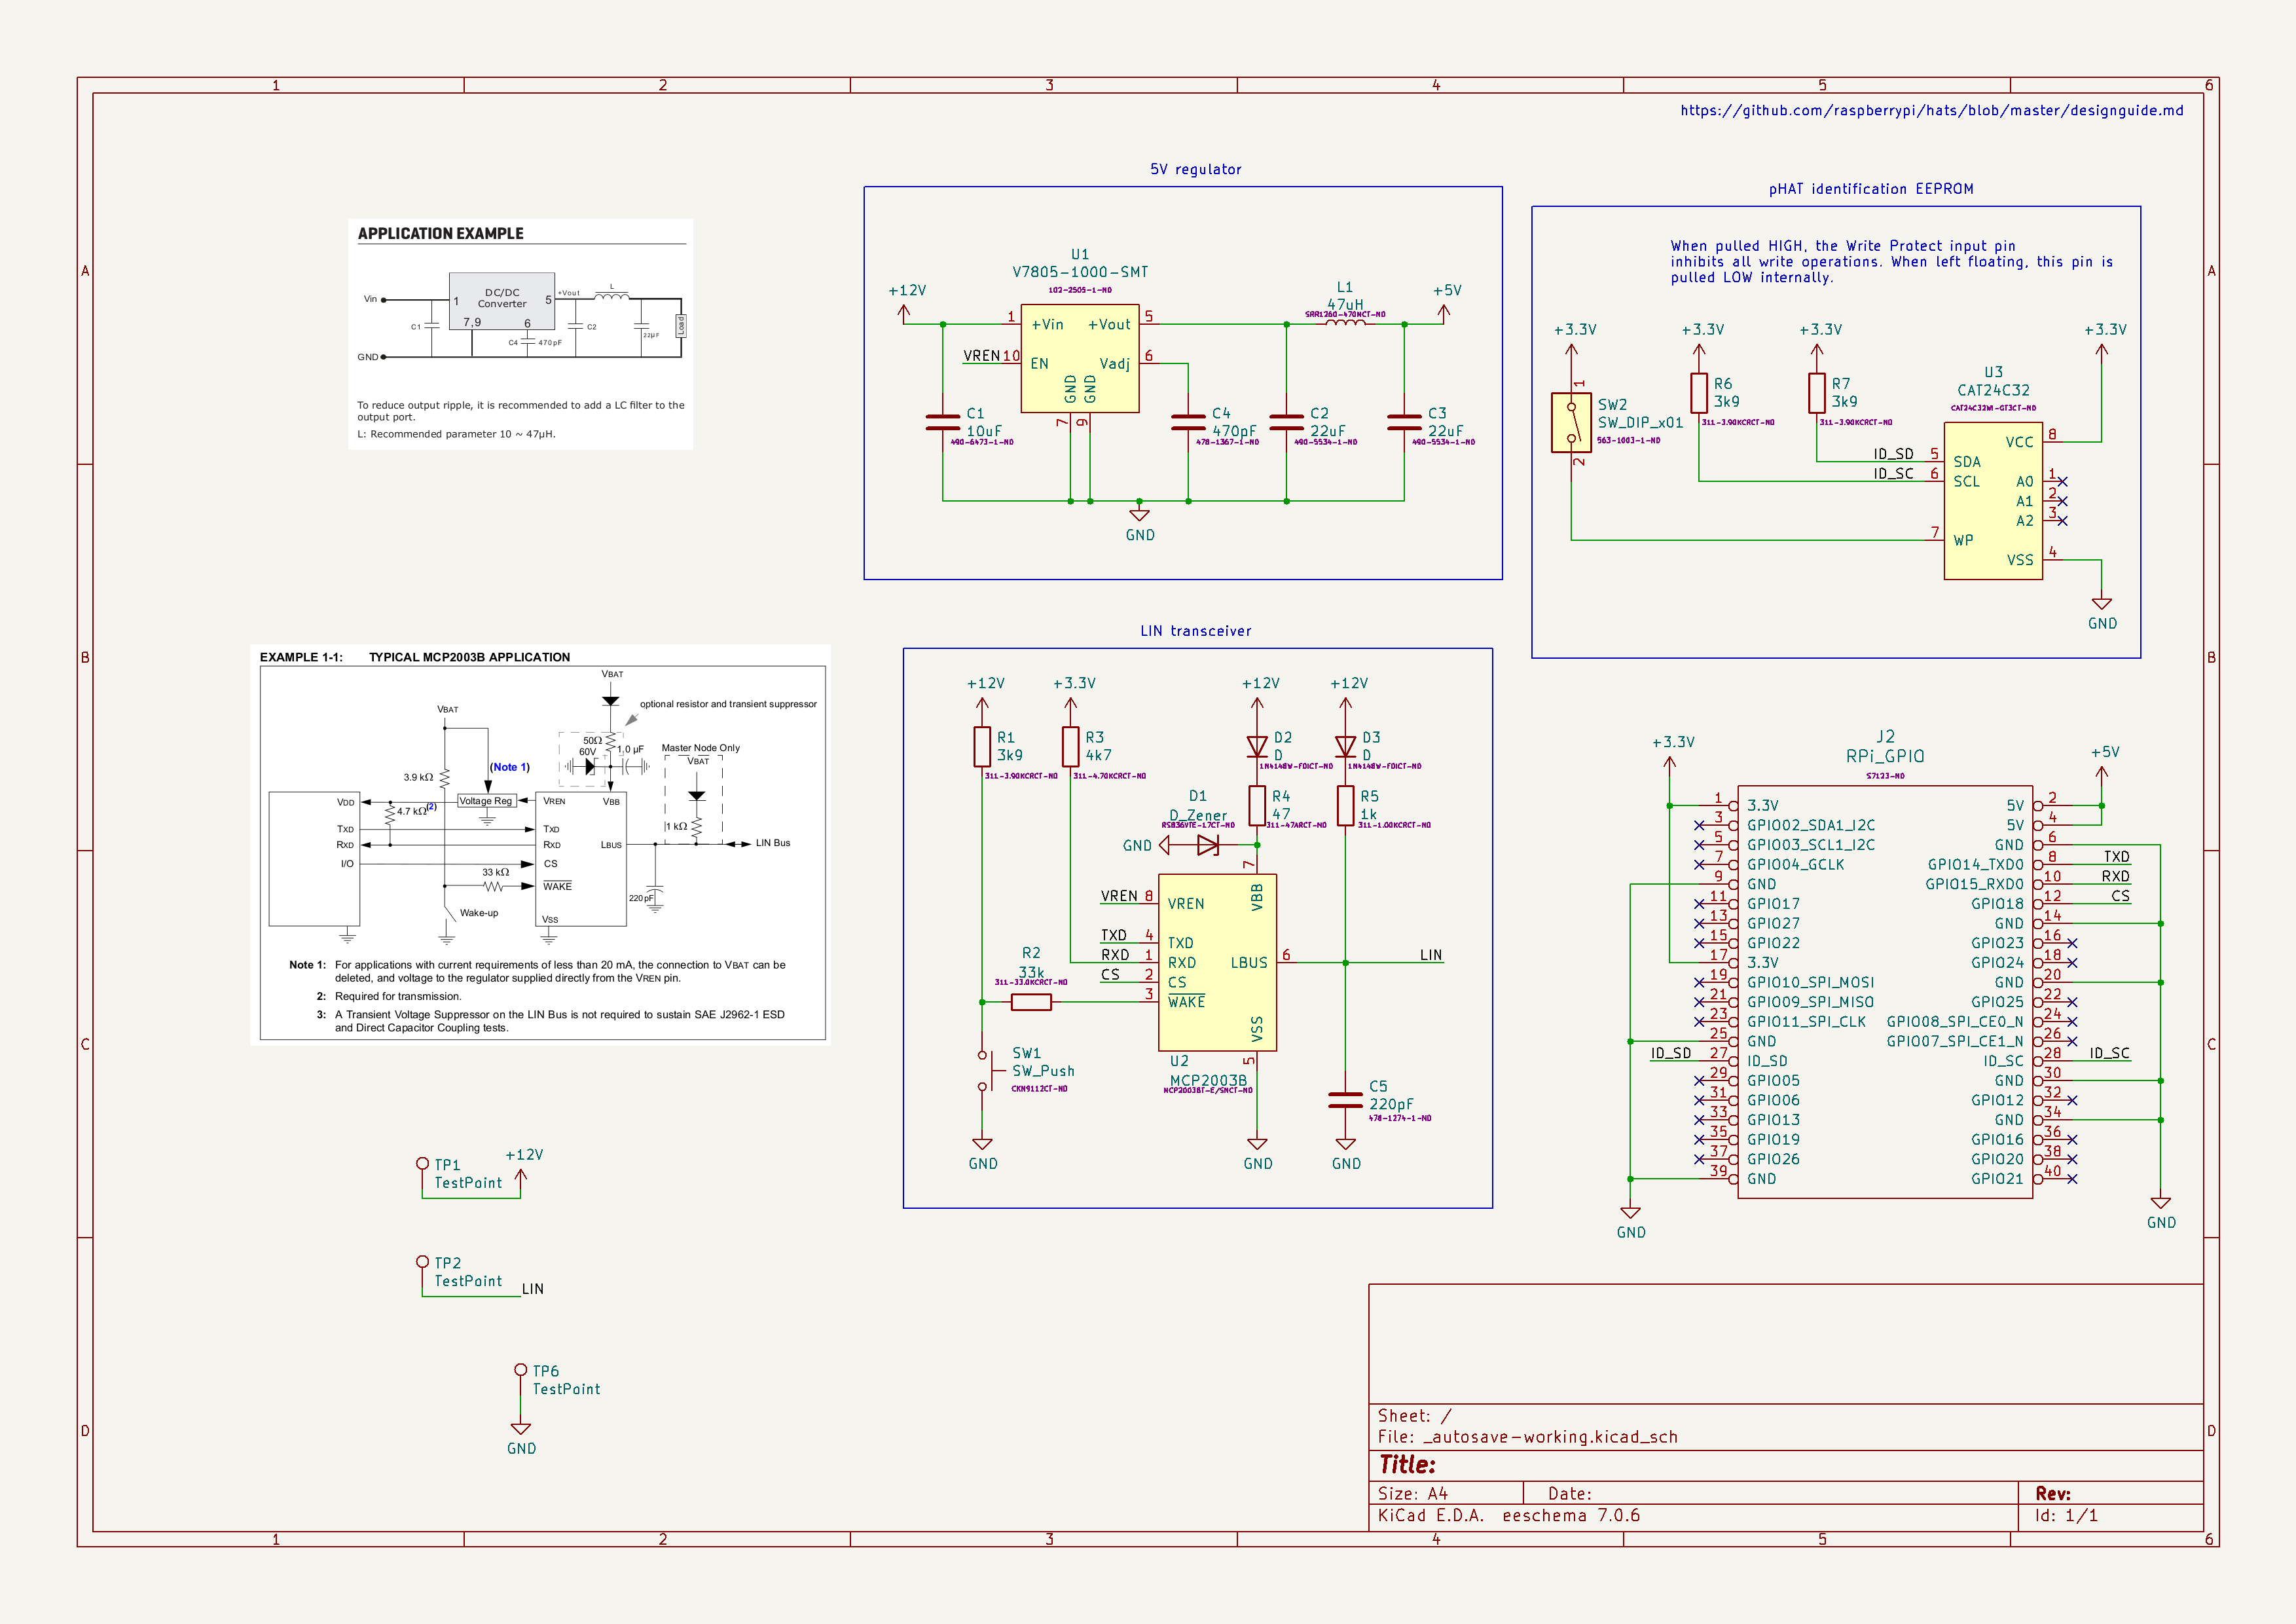 1 2 3 4 5 6
https://github.com/raspberrypi/hats/blob/master/designguide.md
A
B
C
D
APPLICATION EXAMPLE
Vin
1
DC/DC
Converter
5
+Vout
L
7,9
6
C1
C2
C4
470pF
22μF
Load
GND
To reduce output ripple, it is recommended to add a LC filter to the
output port.
L: Recommended parameter 10 ~ 47μH.
5V regulator
U1
V7805-1000-SMT
102-2505-1-ND
+12V
1 +Vin
+Vout 5
VREN 10 EN
Vadj 6
GND GND
7 9
L1
47uH
SRR1260-470MCT-ND
+5V
C1
10uF
490-6473-1-ND
C4
470pF
478-1367-1-ND
C2
22uF
490-5534-1-ND
C3
22uF
490-5534-1-ND
GND
pHAT identification EEPROM
When pulled HIGH, the Write Protect input pin
inhibits all write operations. When left floating, this pin is
pulled LOW internally.
+3.3V
+3.3V
+3.3V
+3.3V
1
SW2
SW_DIP_x01
563-1003-1-ND
2
R6
3k9
311-3.90KCRCT-ND
R7
3k9
311-3.90KCRCT-ND
U3
CAT24C32
CAT24C32WI-GT3CT-ND
VCC 8
ID_SD 5 SDA
ID_SC 6 SCL
A0 1
A1 2
A2 3
7 WP
VSS 4
GND
EXAMPLE 1-1: TYPICAL MCP2003B APPLICATION
VBAT
optional resistor and transient suppressor
VBAT
50Ω
60V
1.0 μF
Master Node Only
VBAT
(Note 1)
3.9 kΩ
VDD
Voltage Reg
VREN
VBB
4.7 kΩ(2)
1 kΩ
TXD
TXD
RXD
RXD
LBUS
LIN Bus
I/O
CS
33 kΩ
WAKE
220 pF
Wake-up
VSS
Note 1: For applications with current requirements of less than 20 mA, the connection to VBAT can be
deleted, and voltage to the regulator supplied directly from the VREN pin.
2: Required for transmission.
3: A Transient Voltage Suppressor on the LIN Bus is not required to sustain SAE J2962-1 ESD
and Direct Capacitor Coupling tests.
LIN transceiver
+12V
+3.3V
+12V
+12V
R1
3k9
311-3.90KCRCT-ND
R3
4k7
311-4.70KCRCT-ND
D2
D
1N4148W-FDICT-ND
D3
D
1N4148W-FDICT-ND
D1
D_Zener
GND
R4
47
311-47ARCT-ND
R5
1k
311-1.00KCRCT-ND
7
VBB
VREN 8 VREN
TXD 4 TXD
RXD 1 RXD
CS 2 CS
3 WAKE
LBUS 6
LIN
R2
33k
311-33.0KCRCT-ND
VSS
5
U2
MCP2003B
MCP2003BT-E/SNCT-ND
SW1
SW_Push
CKN9112CT-ND
C5
220pF
478-1274-1-ND
GND
GND
GND
J2
RPi_GPIO
S7123-ND
+3.3V
+5V
1 3.3V
5V 2
3 GPIO02_SDA1_I2C
5V 4
5 GPIO03_SCL1_I2C
GND 6
7 GPIO04_GCLK
GPIO14_TXD0 8 TXD
9 GND
GPIO15_RXD0 10 RXD
11 GPIO17
GPIO18 12 CS
13 GPIO27
GND 14
15 GPIO22
GPIO23 16
17 3.3V
GPIO24 18
19 GPIO10_SPI_MOSI
GND 20
21 GPIO09_SPI_MISO
GPIO25 22
23 GPIO11_SPI_CLK
GPIO08_SPI_CE0_N 24
25 GND
GPIO07_SPI_CE1_N 26
ID_SD 27 ID_SD
ID_SC 28 ID_SC
29 GPIO05
GND 30
31 GPIO06
GPIO12 32
33 GPIO13
GND 34
35 GPIO19
GPIO16 36
37 GPIO26
GPIO20 38
39 GND
GPIO21 40
GND
GND
TP1
TestPoint
+12V
TP2
TestPoint
LIN
TP6
TestPoint
GND
Sheet: /
File: _autosave-working.kicad_sch
Title:
Size: A4
Date:
Rev:
KiCad E.D.A. eeschema 7.0.6
Id: 1/1
A
B
C
D
1 2 3 4 5 6